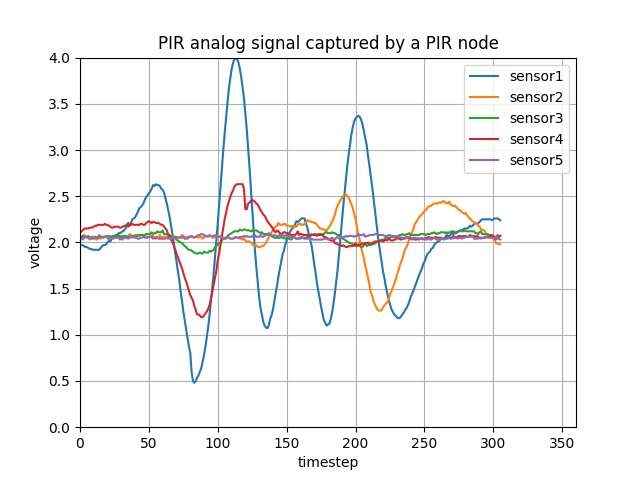 PIR analog signal captured by a PIR node
4.0
3.5
3.0
2.5
2.0
1.5
1.0
0.5
0.0
voltage
sensor1
sensor2
sensor3
sensor4
sensor5
0 50 100 150 200 250 300 350
timestep